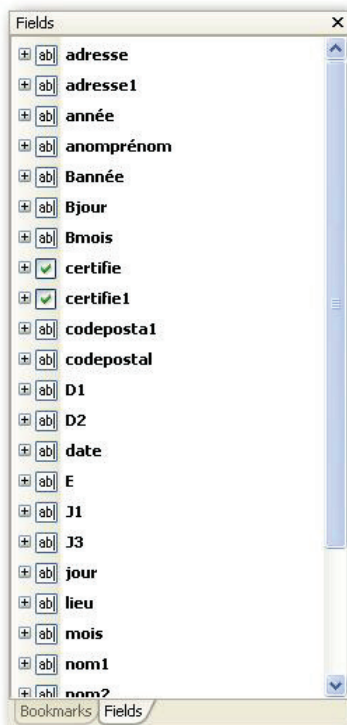 Fields
adresse
adresse1
année
anomprénom
Bannée
Bjour
Bmois
certifie
certifie1
codeposta1
codepostal
D1
D2
date
E
J1
J3
jour
lieu
mois
nom1
nom2
Bookmarks Fields